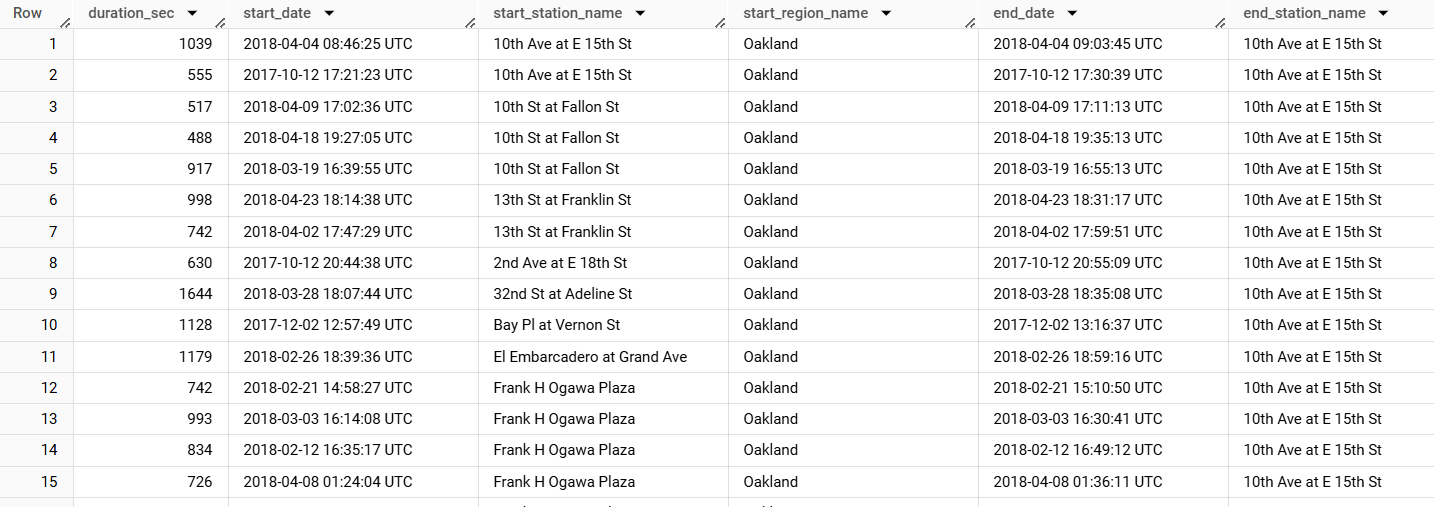 Row duration_sec start_date start_station_name start_region_name end_date end_station_name
1 1039 2018-04-04 08:46:25 UTC 10th Ave at E 15th St Oakland 2018-04-04 09:03:45 UTC 10th Ave at E 15th St
2 555 2017-10-12 17:21:23 UTC 10th Ave at E 15th St Oakland 2017-10-12 17:30:39 UTC 10th Ave at E 15th St
3 517 2018-04-09 17:02:36 UTC 10th St at Fallon St Oakland 2018-04-09 17:11:13 UTC 10th Ave at E 15th St
4 488 2018-04-18 19:27:05 UTC 10th St at Fallon St Oakland 2018-04-18 19:35:13 UTC 10th Ave at E 15th St
5 917 2018-03-19 16:39:55 UTC 10th St at Fallon St Oakland 2018-03-19 16:55:13 UTC 10th Ave at E 15th St
6 998 2018-04-23 18:14:38 UTC 13th St at Franklin St Oakland 2018-04-23 18:31:17 UTC 10th Ave at E 15th St
7 742 2018-04-02 17:47:29 UTC 13th St at Franklin St Oakland 2018-04-02 17:59:51 UTC 10th Ave at E 15th St
8 630 2017-10-12 20:44:38 UTC 2nd Ave at E 18th St Oakland 2017-10-12 20:55:09 UTC 10th Ave at E 15th St
9 1644 2018-03-28 18:07:44 UTC 32nd St at Adeline St Oakland 2018-03-28 18:35:08 UTC 10th Ave at E 15th St
10 1128 2017-12-02 12:57:49 UTC Bay Pl at Vernon St Oakland 2017-12-02 13:16:37 UTC 10th Ave at E 15th St
11 1179 2018-02-26 18:39:36 UTC El Embarcadero at Grand Ave Oakland 2018-02-26 18:59:16 UTC 10th Ave at E 15th St
12 742 2018-02-21 14:58:27 UTC Frank H Ogawa Plaza Oakland 2018-02-21 15:10:50 UTC 10th Ave at E 15th St
13 993 2018-03-03 16:14:08 UTC Frank H Ogawa Plaza Oakland 2018-03-03 16:30:41 UTC 10th Ave at E 15th St
14 834 2018-02-12 16:35:17 UTC Frank H Ogawa Plaza Oakland 2018-02-12 16:49:12 UTC 10th Ave at E 15th St
15 726 2018-04-08 01:24:04 UTC Frank H Ogawa Plaza Oakland 2018-04-08 01:36:11 UTC 10th Ave at E 15th St